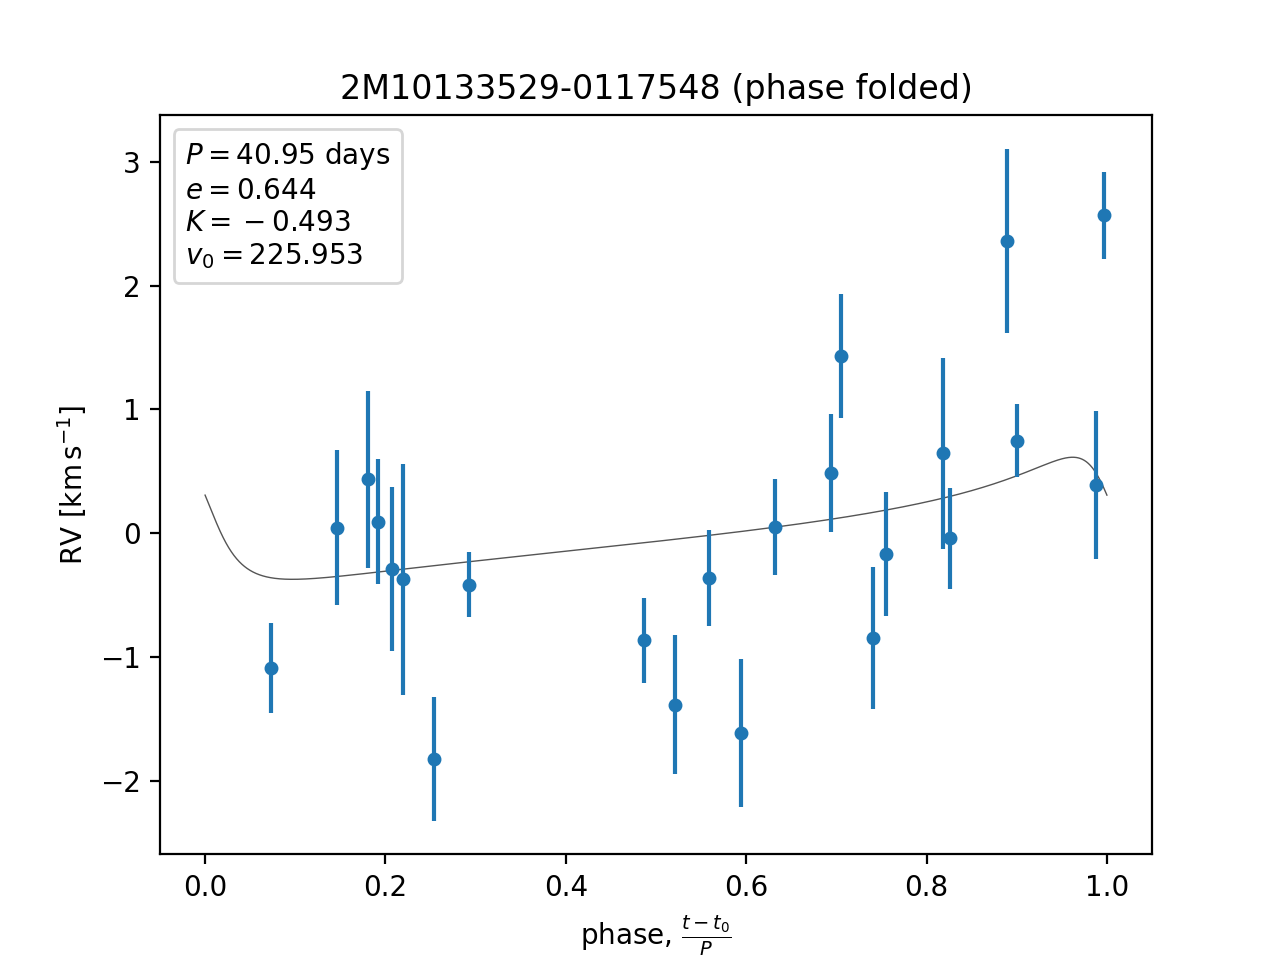 2M10133529-0117548 (phase folded)
P = 40.95 days
e = 0.644
K = −0.493
v₀ = 225.953
3
2
1
0
−1
−2
RV [km s⁻¹]
0.0 0.2 0.4 0.6 0.8 1.0
phase, (t − t₀)/P